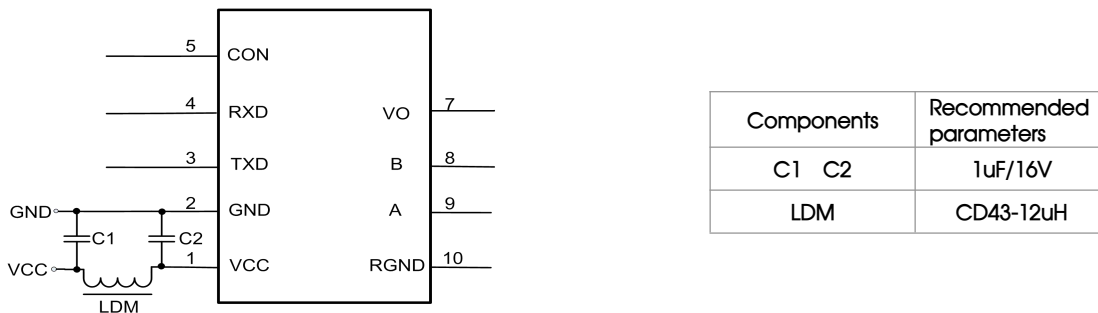 5 CON
4 RXD VO 7
3 TXD B 8
GND 2 GND A 9
C1 C2
VCC 1 VCC RGND 10
LDM
Components Recommended parameters
C1 C2 1uF/16V
LDM CD43-12uH